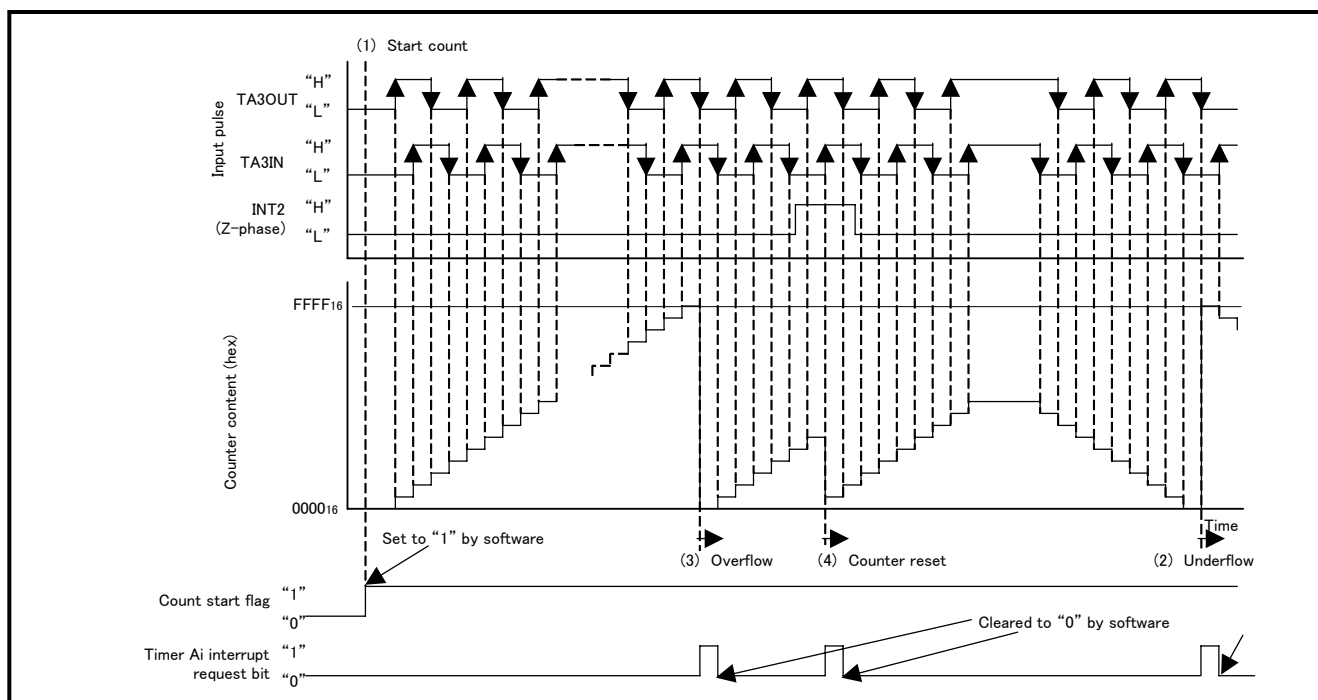 (1) Start count
Input pulse
TA3OUT
“H”
“L”
TA3IN
“H”
“L”
INT2
(Z-phase)
“H”
“L”
Counter content (hex)
FFFF16
000016
Time
Set to “1” by software
(3) Overflow
(4) Counter reset
(2) Underflow
Count start flag
“1”
“0”
Cleared to “0” by software
Timer Ai interrupt
request bit
“1”
“0”